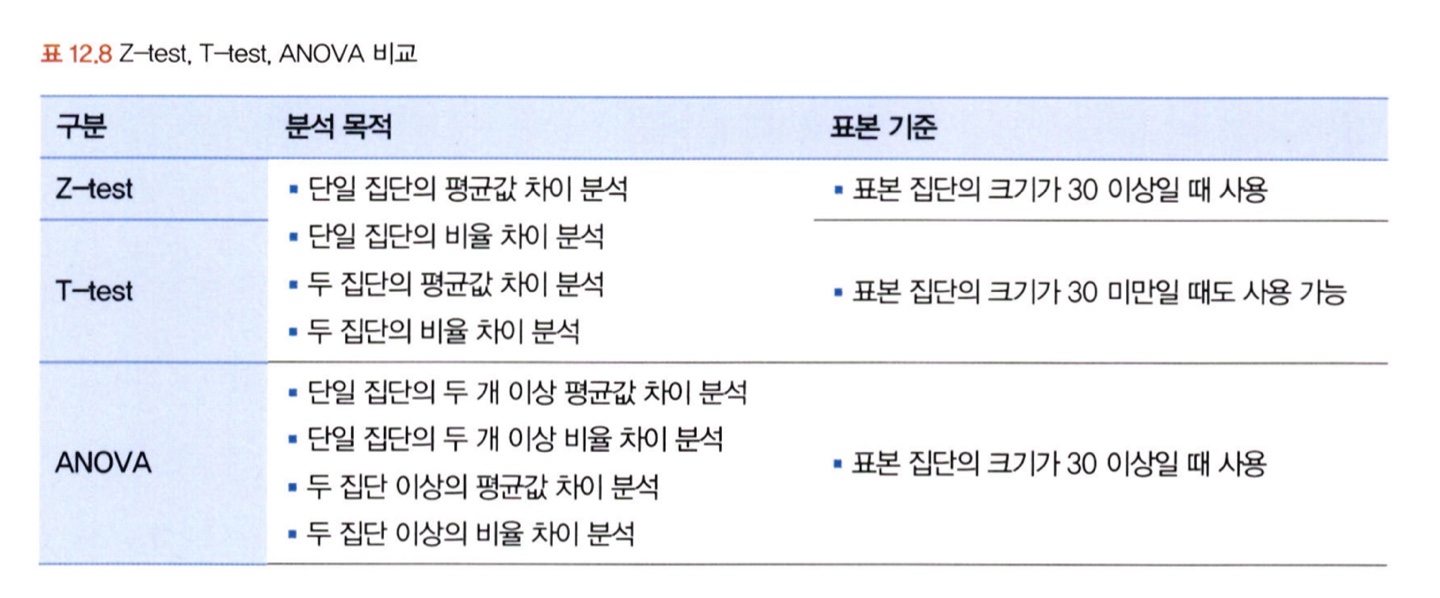 표 12.8 Z-test, T-test, ANOVA 비교
구분 분석 목적 표본 기준
Z-test
▪ 단일 집단의 평균값 차이 분석
▪ 표본 집단의 크기가 30 이상일 때 사용
▪ 단일 집단의 비율 차이 분석
T-test
▪ 두 집단의 평균값 차이 분석
▪ 표본 집단의 크기가 30 미만일 때도 사용 가능
▪ 두 집단의 비율 차이 분석
ANOVA
▪ 단일 집단의 두 개 이상 평균값 차이 분석
▪ 단일 집단의 두 개 이상 비율 차이 분석
▪ 두 집단 이상의 평균값 차이 분석
▪ 두 집단 이상의 비율 차이 분석
▪ 표본 집단의 크기가 30 이상일 때 사용